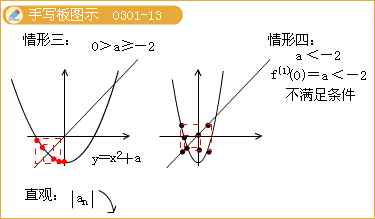 手写板图示 0301-13
情形三： 0＞a≥-2
情形四：
a＜-2
f⁽¹⁾(0)=a＜-2
不满足条件
y=x²+a
直观： |aₙ|